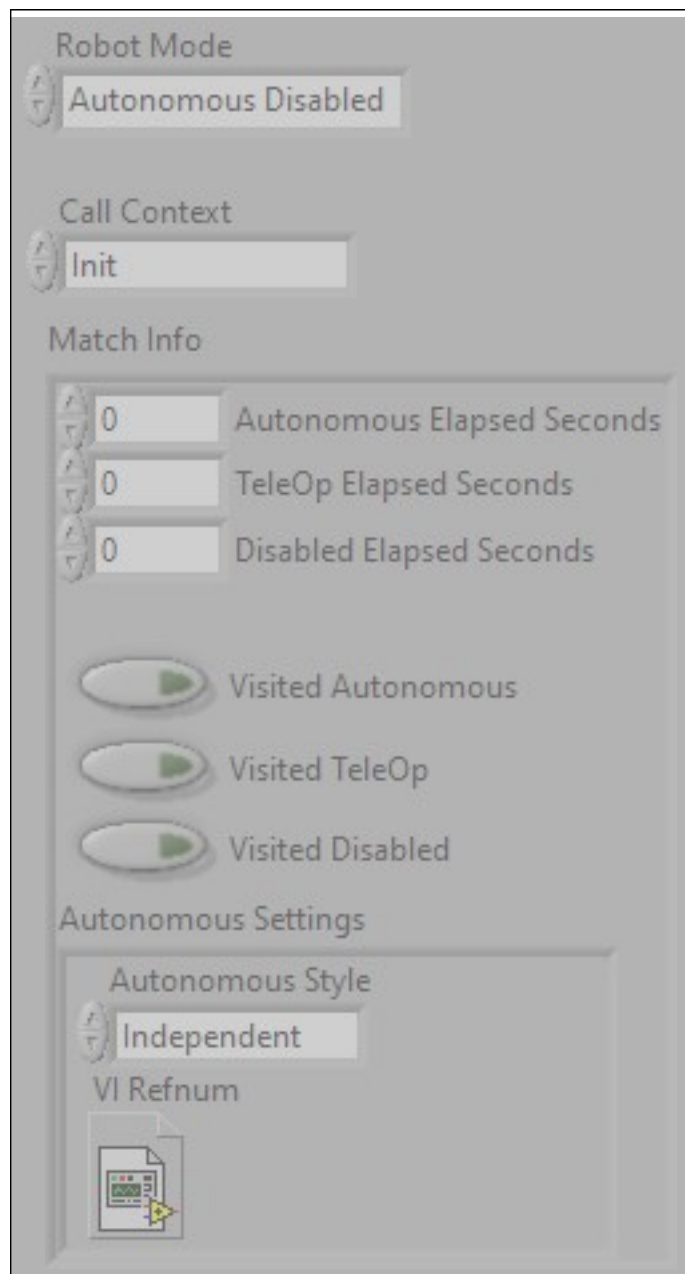 Robot Mode
Autonomous Disabled
Call Context
Init
Match Info
0 Autonomous Elapsed Seconds
0 TeleOp Elapsed Seconds
0 Disabled Elapsed Seconds
Visited Autonomous
Visited TeleOp
Visited Disabled
Autonomous Settings
Autonomous Style
Independent
VI Refnum